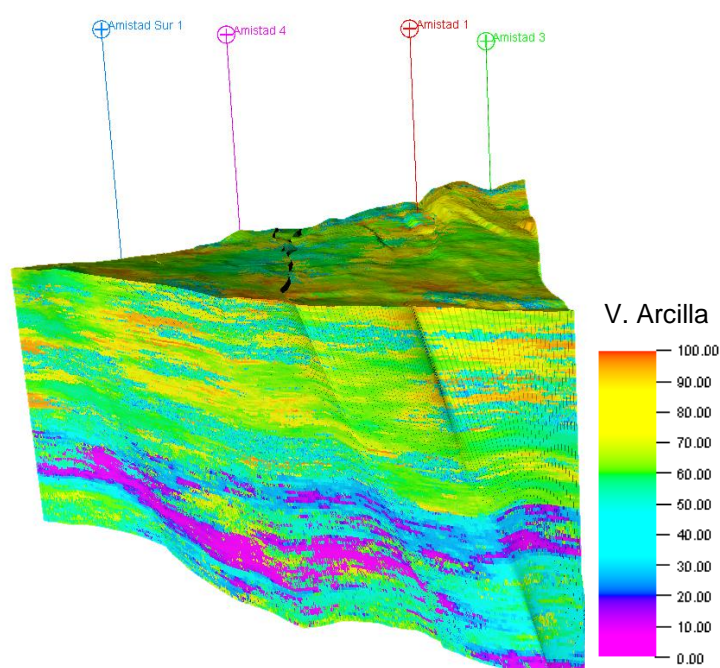 Amistad Sur 1
Amistad 4
Amistad 1
Amistad 3
V. Arcilla
100.00
90.00
80.00
70.00
60.00
50.00
40.00
30.00
20.00
10.00
0.00